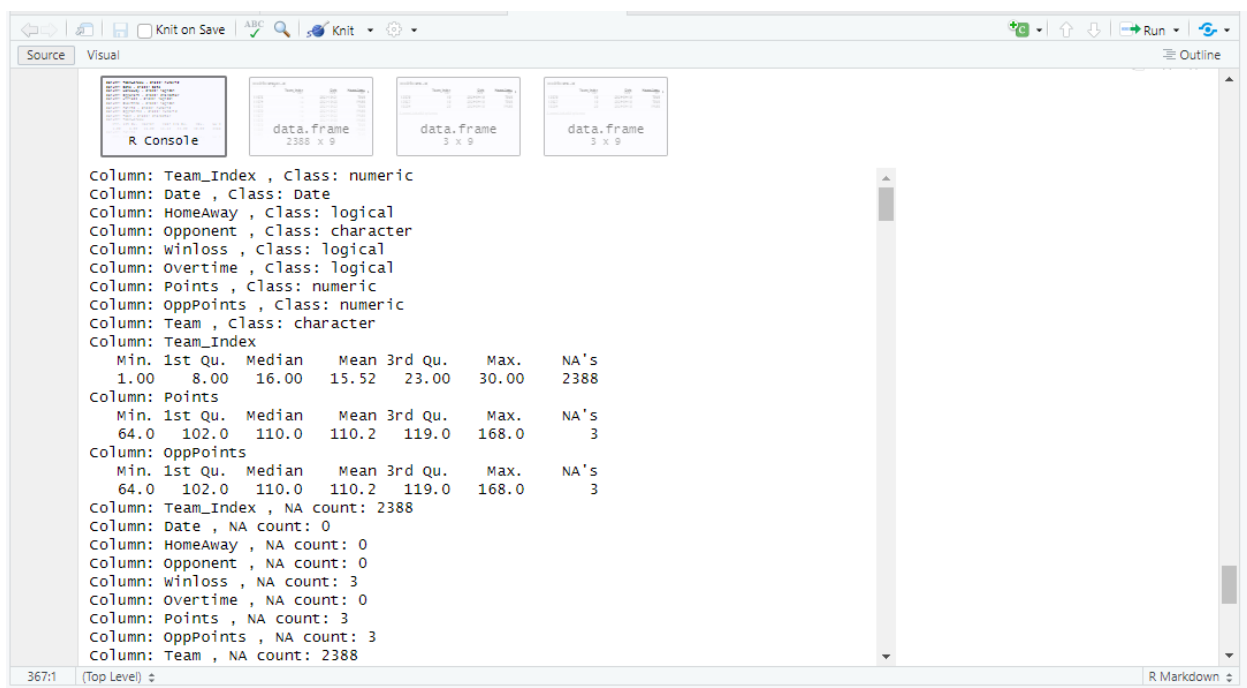 Knit on Save ABC Knit Run
Source Visual Outline
R Console data.frame 2388 x 9 data.frame 3 x 9 data.frame 3 x 9
Column: Team_Index , Class: numeric
Column: Date , Class: Date
Column: HomeAway , Class: logical
Column: Opponent , Class: character
Column: WinLoss , Class: logical
Column: Overtime , Class: logical
Column: Points , Class: numeric
Column: OppPoints , Class: numeric
Column: Team , Class: character
Column: Team_Index
Min. 1st Qu. Median Mean 3rd Qu. Max. NA's
1.00 8.00 16.00 15.52 23.00 30.00 2388
Column: Points
Min. 1st Qu. Median Mean 3rd Qu. Max. NA's
64.0 102.0 110.0 110.2 119.0 168.0 3
Column: OppPoints
Min. 1st Qu. Median Mean 3rd Qu. Max. NA's
64.0 102.0 110.0 110.2 119.0 168.0 3
Column: Team_Index , NA count: 2388
Column: Date , NA count: 0
Column: HomeAway , NA count: 0
Column: Opponent , NA count: 0
Column: WinLoss , NA count: 3
Column: Overtime , NA count: 0
Column: Points , NA count: 3
Column: OppPoints , NA count: 3
Column: Team , NA count: 2388
367:1 (Top Level) R Markdown